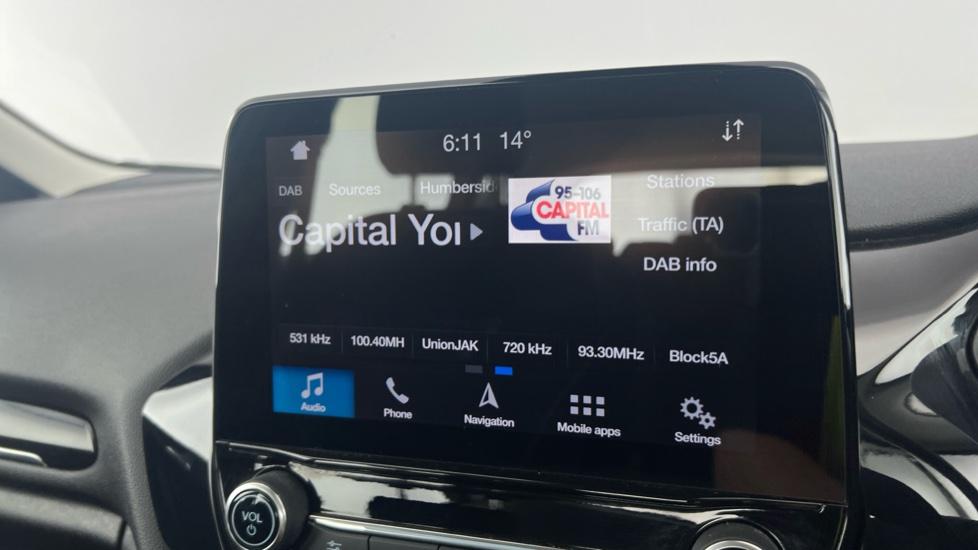 6:11 14°
DAB Sources Humbersid Stations
95-106
CAPITAL
FM
Capital Yor Traffic (TA)
DAB info
531 kHz 100.40MH UnionJAK 720 kHz 93.30MHz Block5A
Audio Phone Navigation Mobile apps Settings
VOL